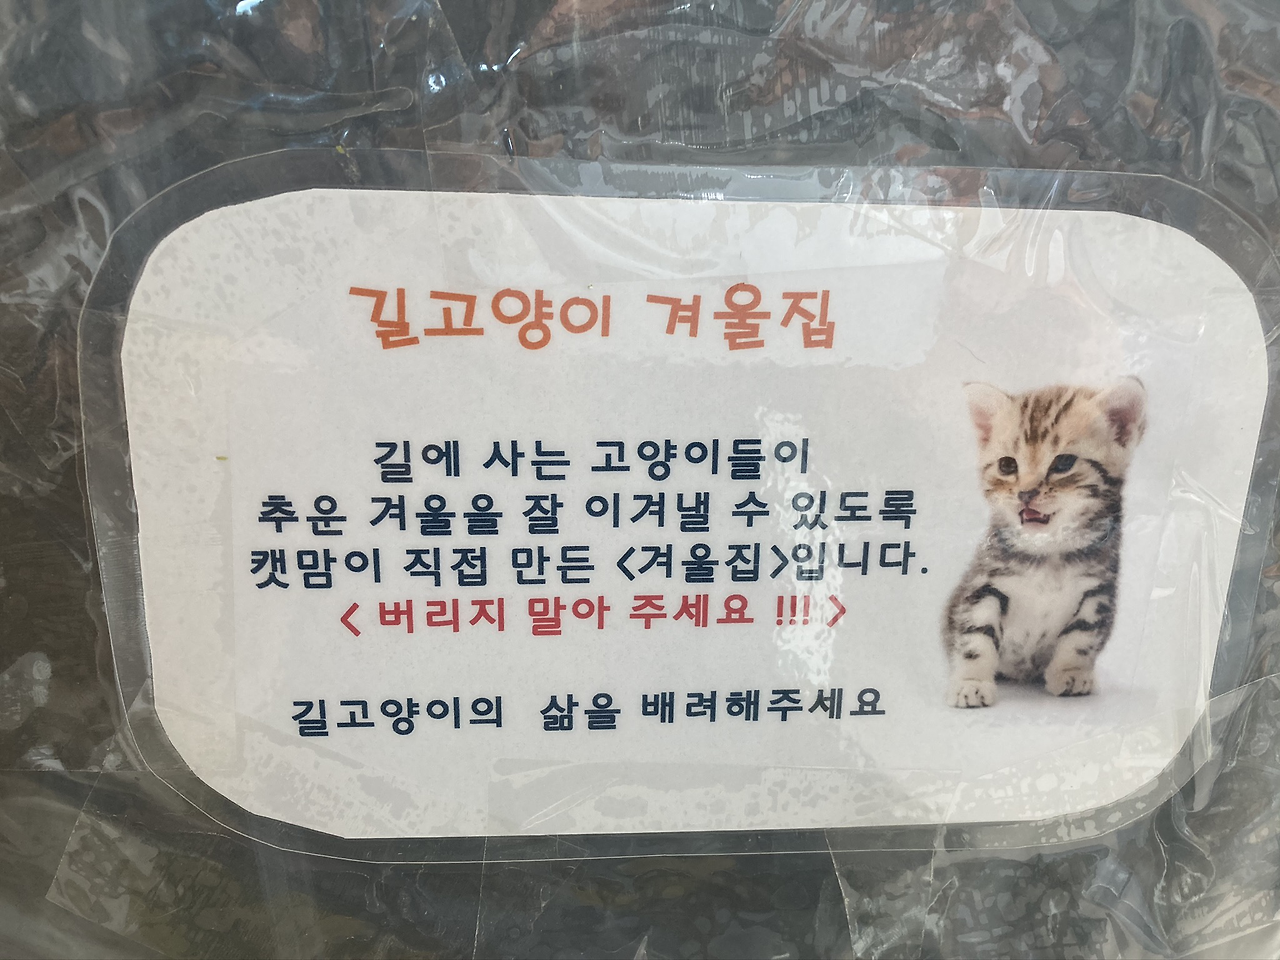 길고양이 겨울집
길에 사는 고양이들이
추운 겨울을 잘 이겨낼 수 있도록
캣맘이 직접 만든 <겨울집>입니다.
< 버리지 말아 주세요 !!! >
길고양이의 삶을 배려해주세요